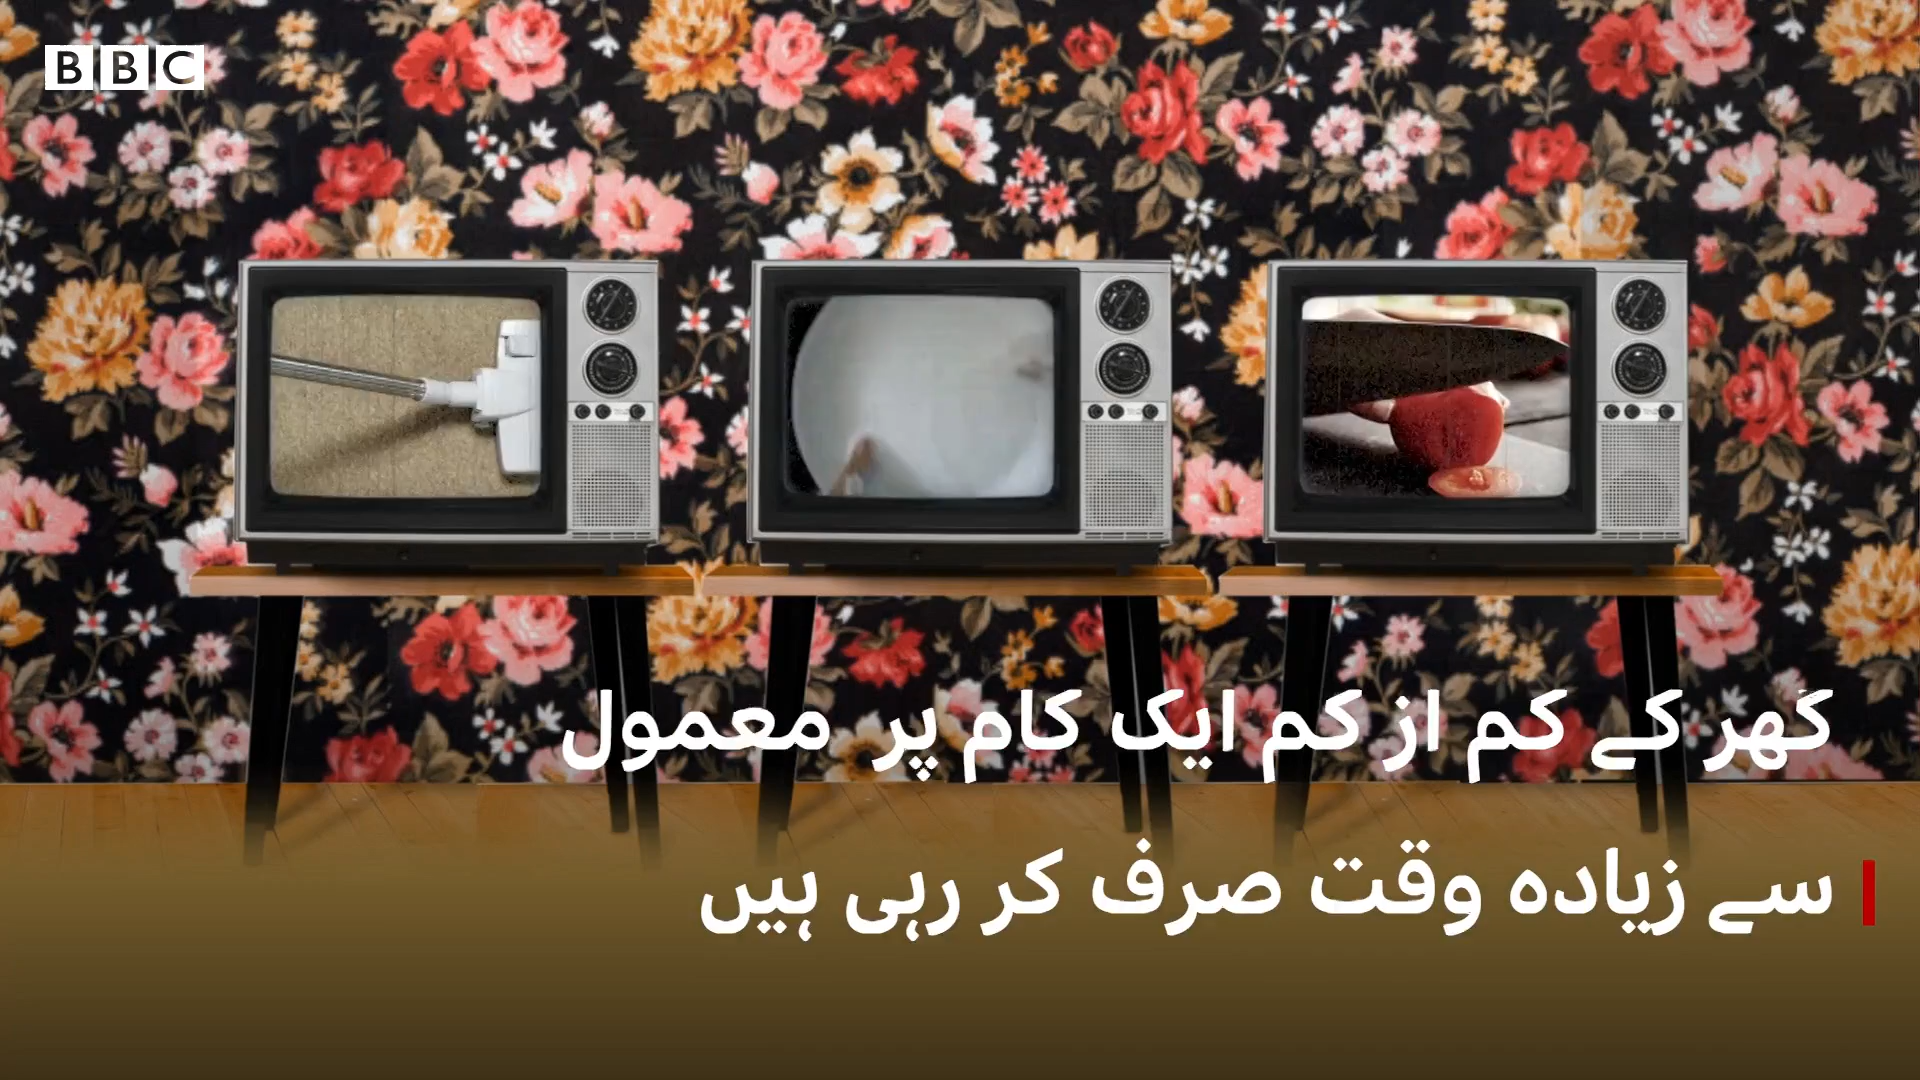 BBC
گھر کے کم از کم ایک کام پر معمول
سے زیادہ وقت صرف کر رہی ہیں